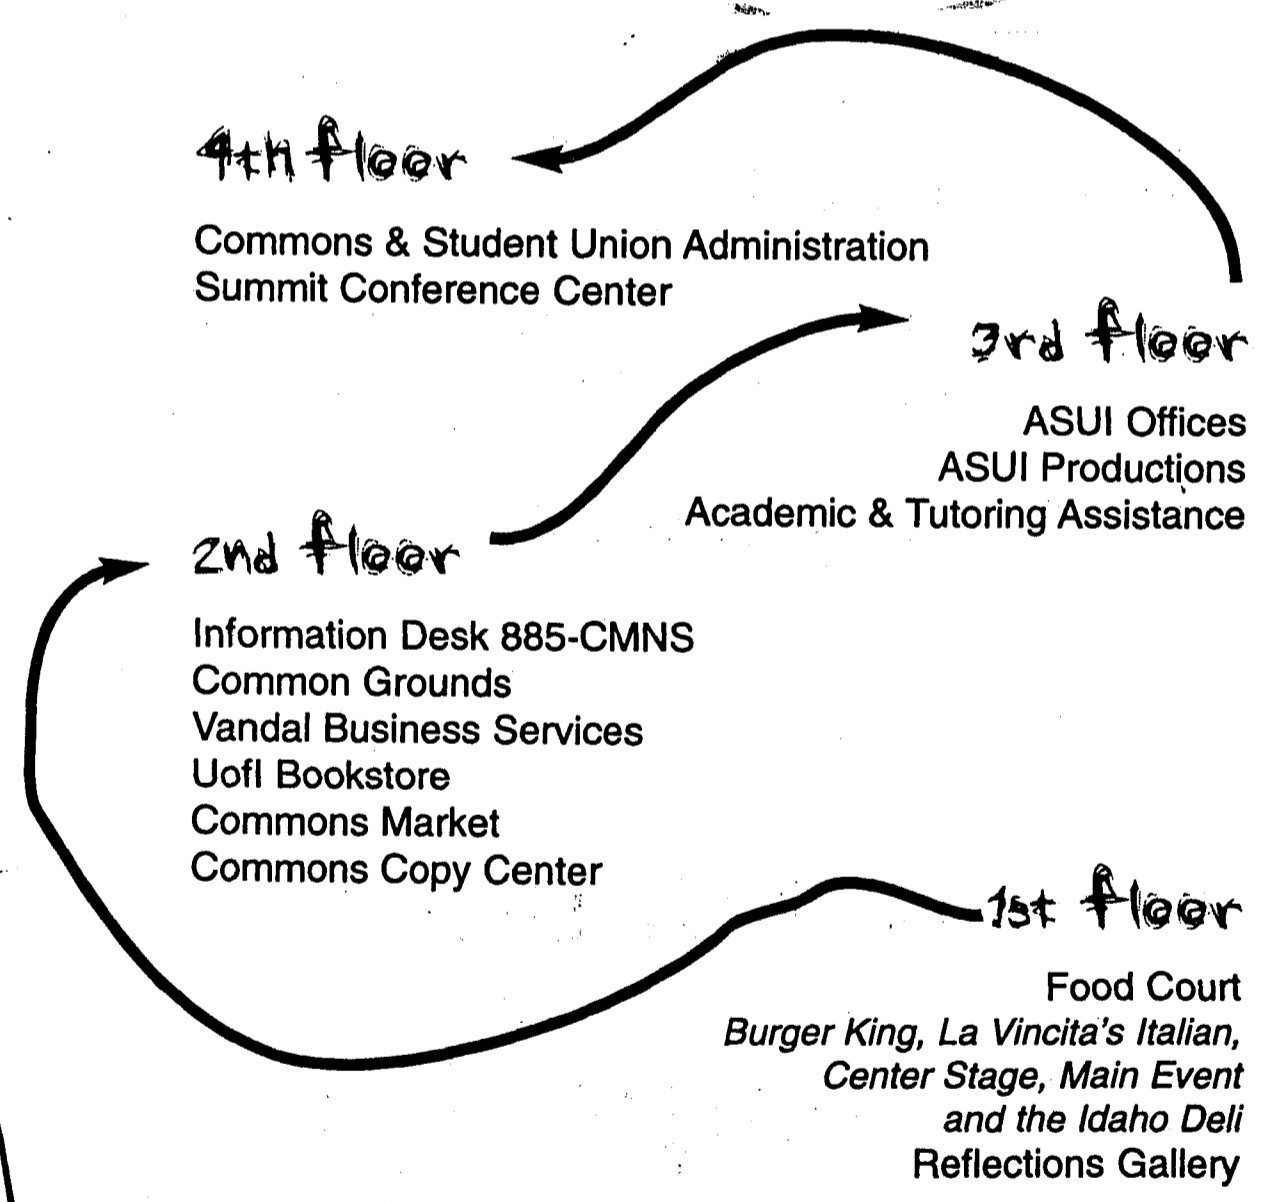 4th floor
Commons & Student Union Administration
Summit Conference Center
3rd floor
ASUI Offices
ASUI Productions
Academic & Tutoring Assistance
2nd floor
Information Desk 885-CMNS
Common Grounds
Vandal Business Services
UofI Bookstore
Commons Market
Commons Copy Center
1st floor
Food Court
Burger King, La Vincita's Italian,
Center Stage, Main Event
and the Idaho Deli
Reflections Gallery